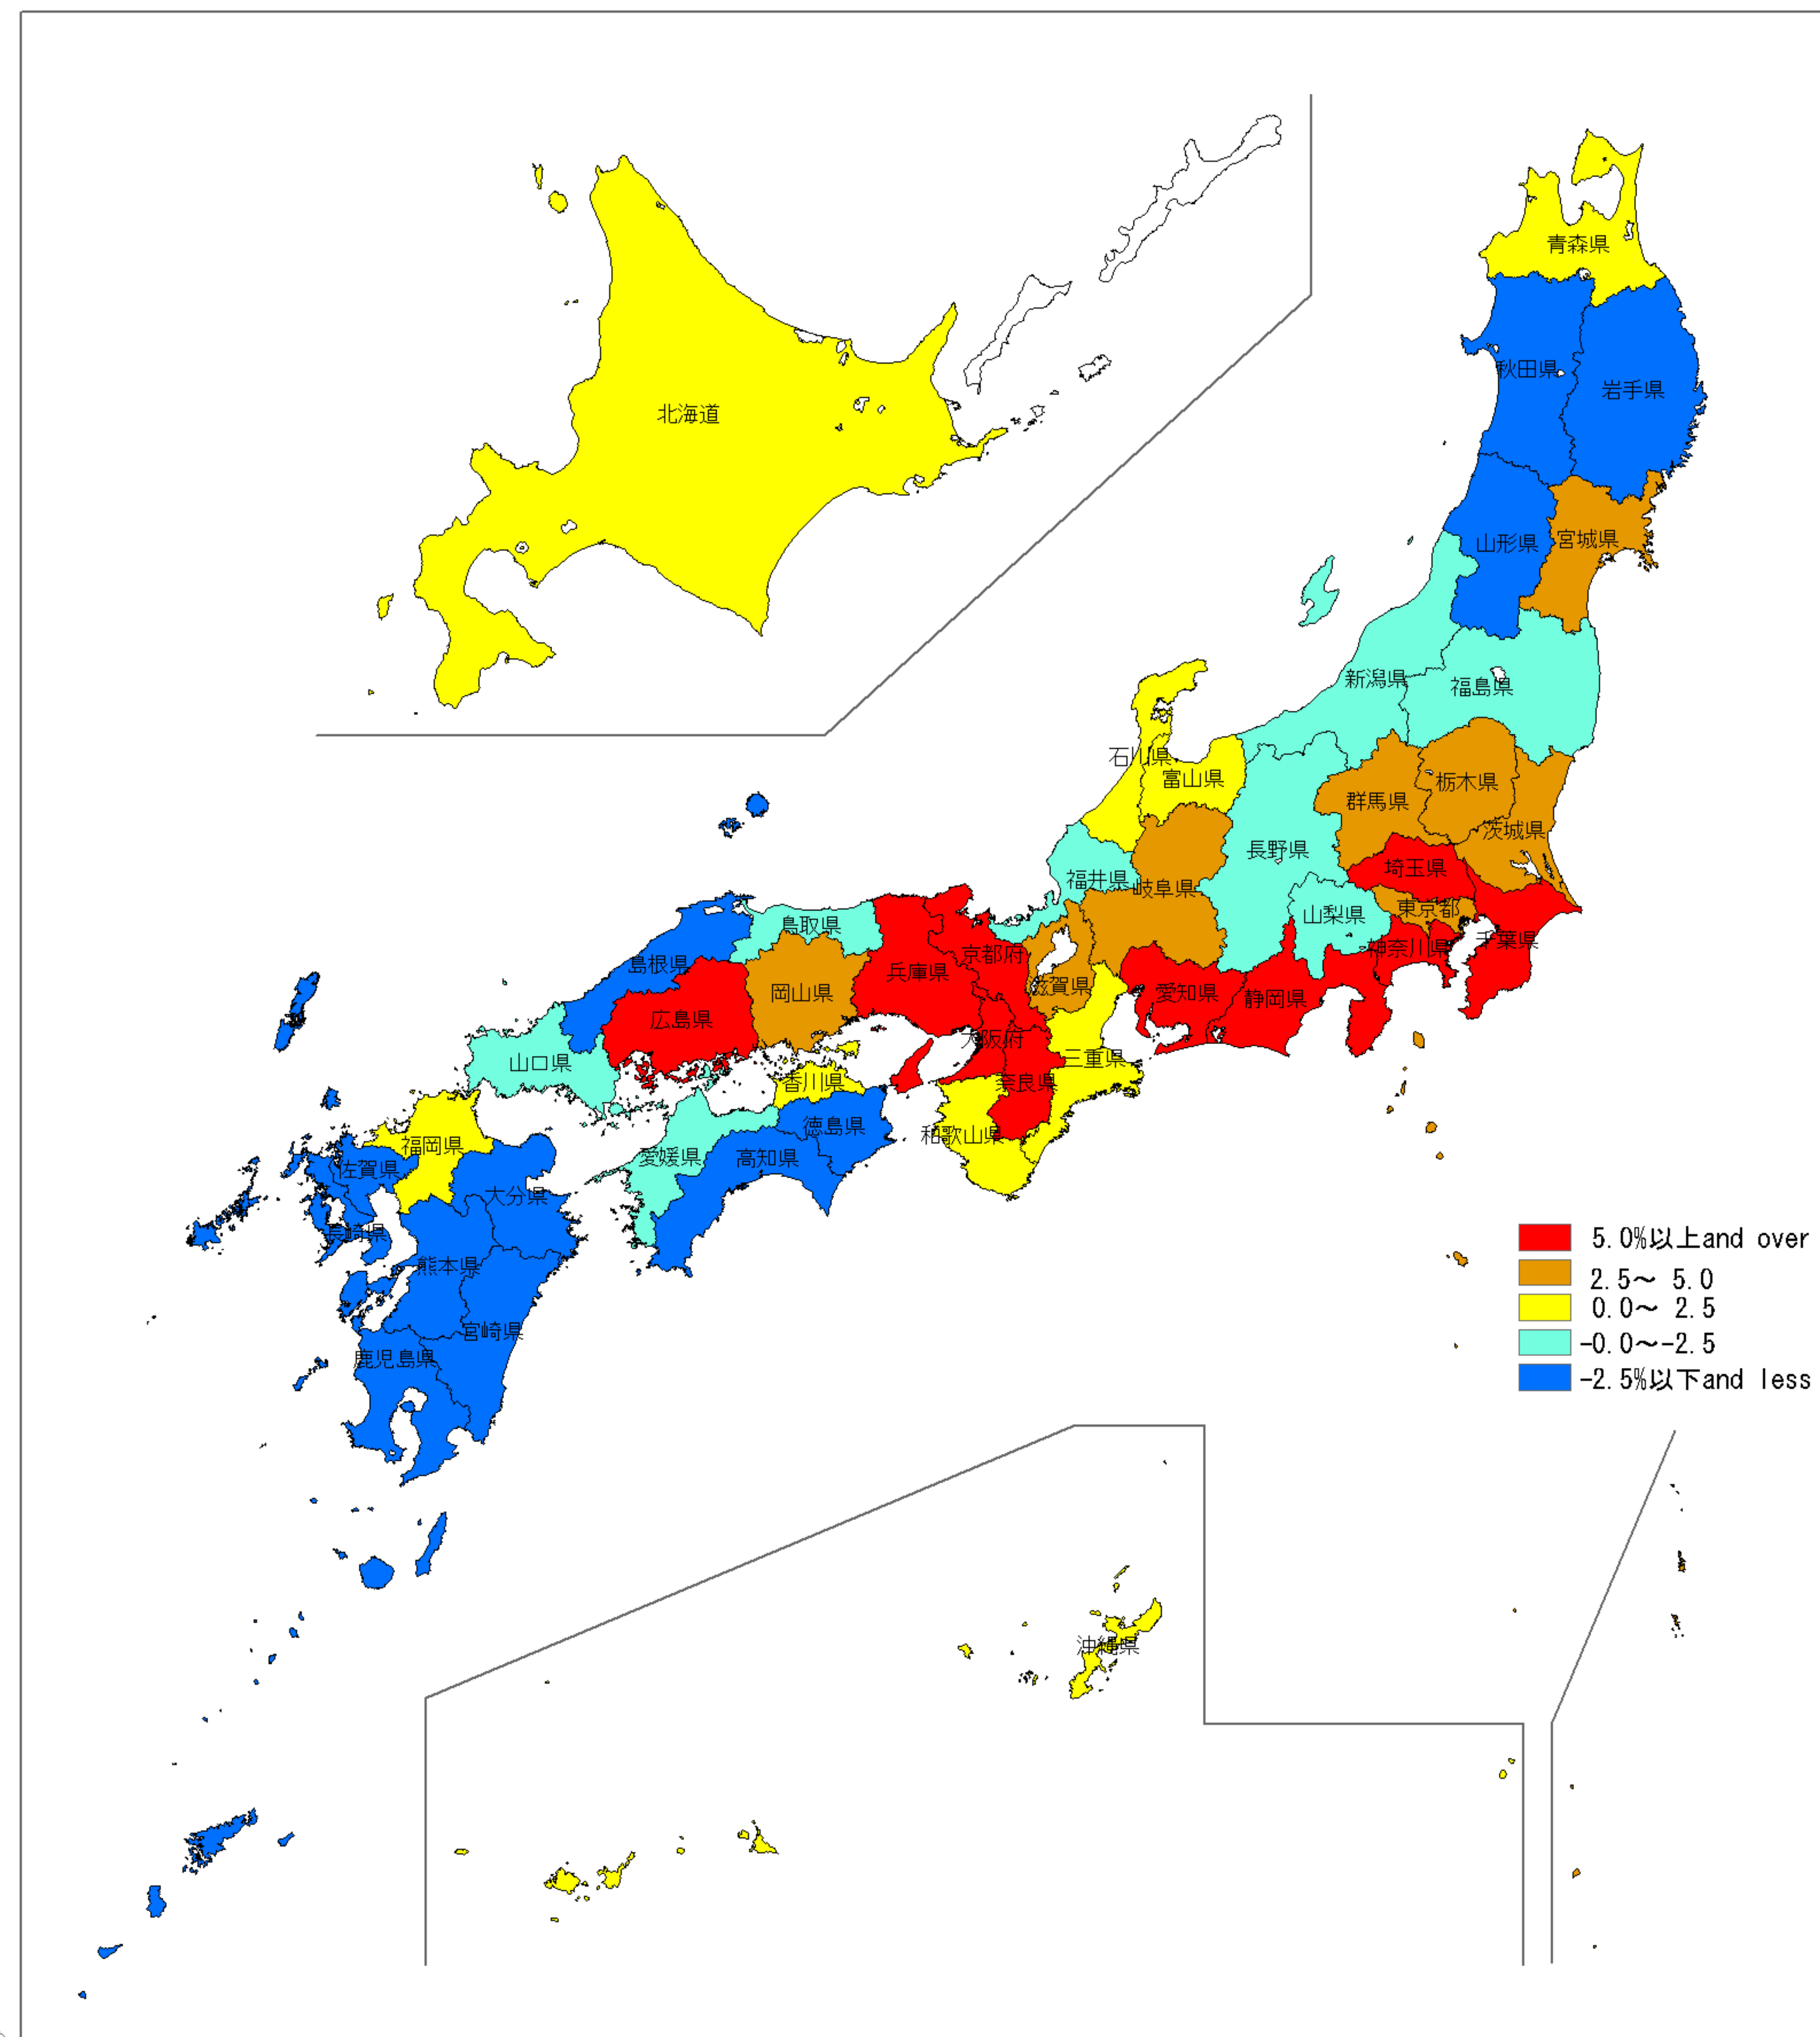 青森県
秋田県
岩手県
北海道
山形県
宮城県
新潟県
福島県
石川県
富山県
群馬県
栃木県
茨城県
長野県
埼玉県
福井県
岐阜県
山梨県
東京都
千葉県
神奈川県
鳥取県
島根県
兵庫県
京都府
滋賀県
愛知県
静岡県
岡山県
広島県
大阪府
三重県
山口県
香川県
奈良県
徳島県
和歌山県
福岡県
愛媛県
高知県
佐賀県
大分県
長崎県
熊本県
宮崎県
鹿児島県
5.0%以上and over
2.5～ 5.0
0.0～ 2.5
-0.0～-2.5
-2.5%以下and less
沖縄県